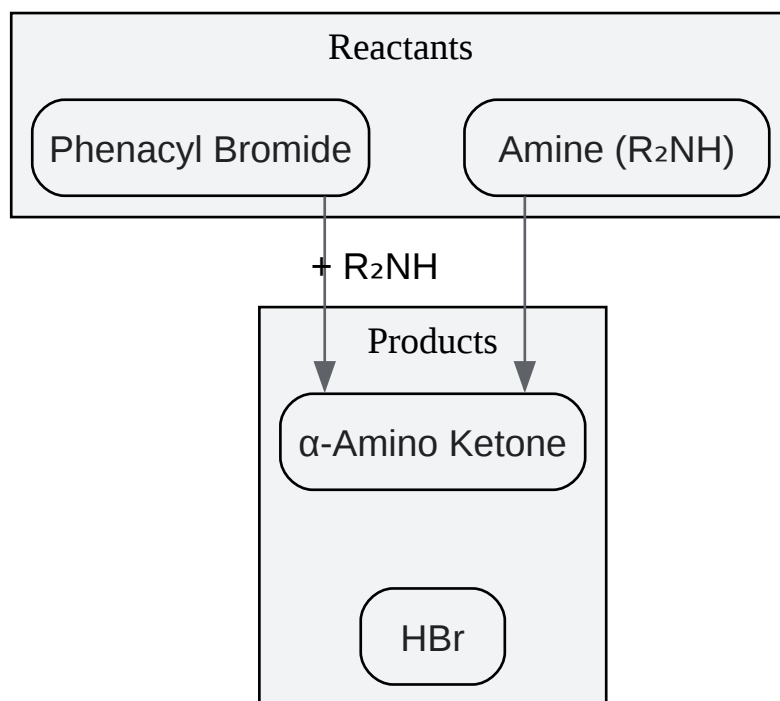 Reactants
Phenacyl Bromide
Amine (R₂NH)
+ R₂NH
Products
α-Amino Ketone
HBr